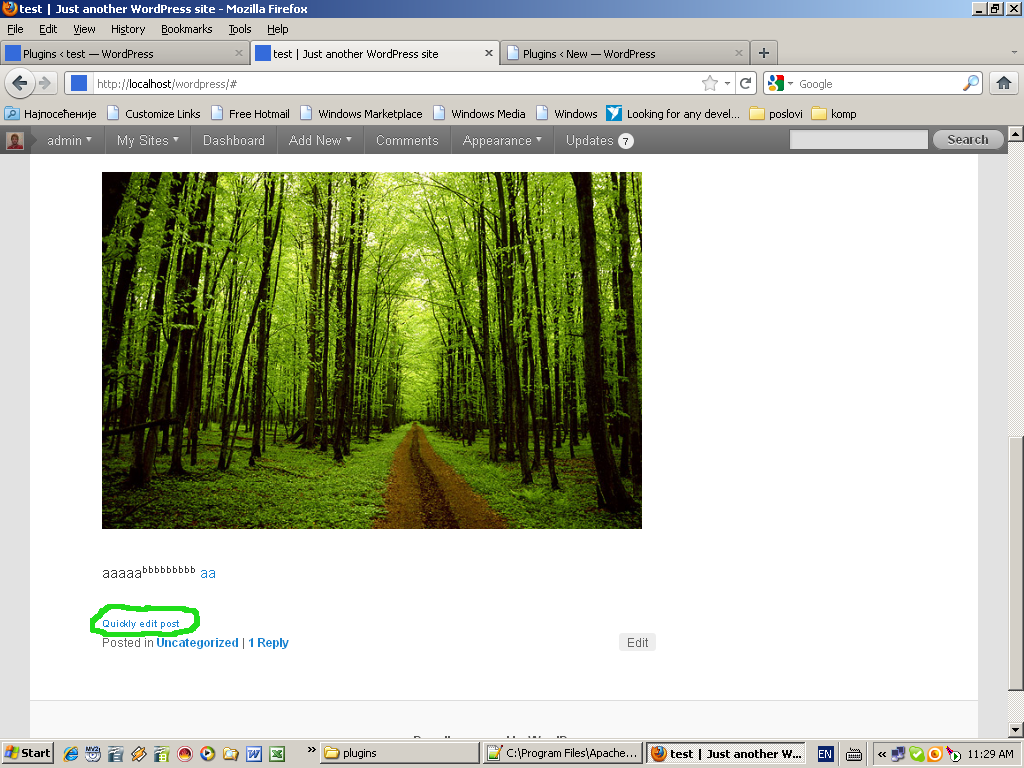 test | Just another WordPress site - Mozilla Firefox
File Edit View History Bookmarks Tools Help
Plugins ‹ test — WordPress
test | Just another WordPress site
Plugins ‹ New — WordPress
http://localhost/wordpress/#
Google
Најпосећеније Customize Links Free Hotmail Windows Marketplace Windows Media Windows Looking for any devel... poslovi komp
admin My Sites Dashboard Add New Comments Appearance Updates 7 Search
aaaaabbbbbbbbb aa
Quickly edit post
Posted in Uncategorized | 1 Reply Edit
Start MV2 » plugins C:\Program Files\Apache... test | Just another W... EN « 11:29 AM